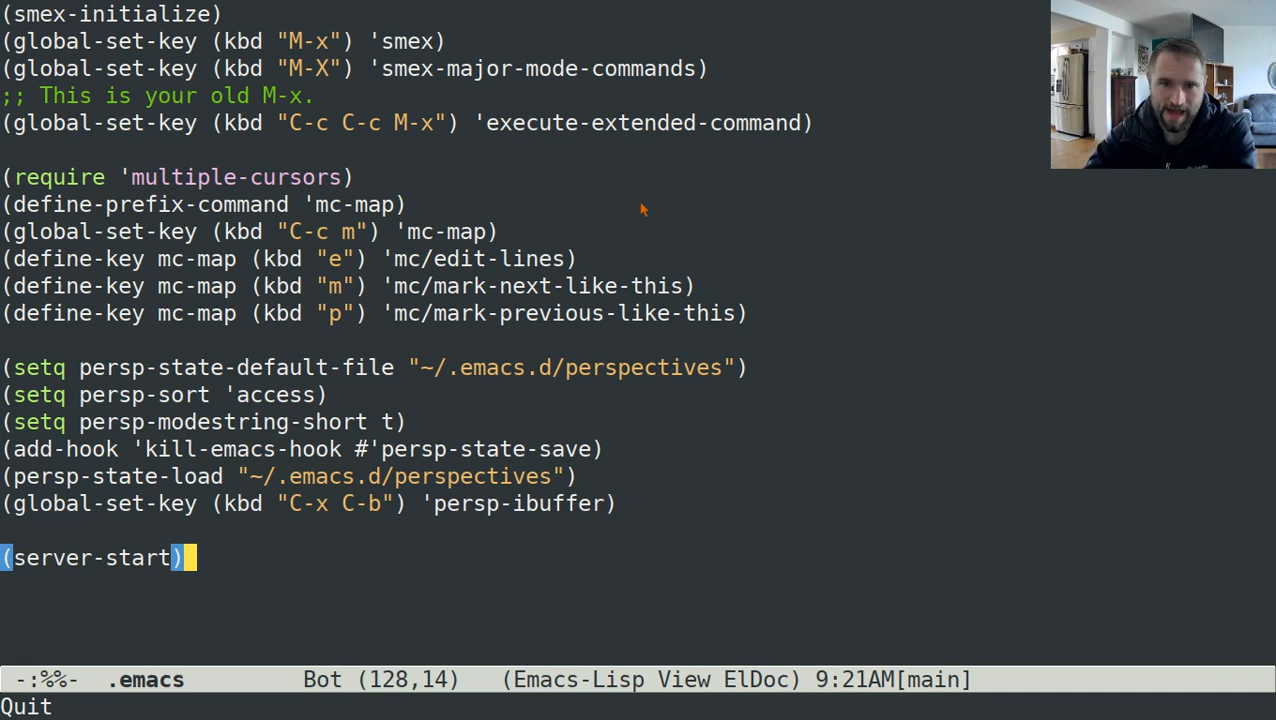 (smex-initialize)
(global-set-key (kbd "M-x") 'smex)
(global-set-key (kbd "M-X") 'smex-major-mode-commands)
;; This is your old M-x.
(global-set-key (kbd "C-c C-c M-x") 'execute-extended-command)
(require 'multiple-cursors)
(define-prefix-command 'mc-map)
(global-set-key (kbd "C-c m") 'mc-map)
(define-key mc-map (kbd "e") 'mc/edit-lines)
(define-key mc-map (kbd "m") 'mc/mark-next-like-this)
(define-key mc-map (kbd "p") 'mc/mark-previous-like-this)
(setq persp-state-default-file "~/.emacs.d/perspectives")
(setq persp-sort 'access)
(setq persp-modestring-short t)
(add-hook 'kill-emacs-hook #'persp-state-save)
(persp-state-load "~/.emacs.d/perspectives")
(global-set-key (kbd "C-x C-b") 'persp-ibuffer)
(server-start)
-:%%- .emacs Bot (128,14) (Emacs-Lisp View ElDoc) 9:21AM[main]
Quit